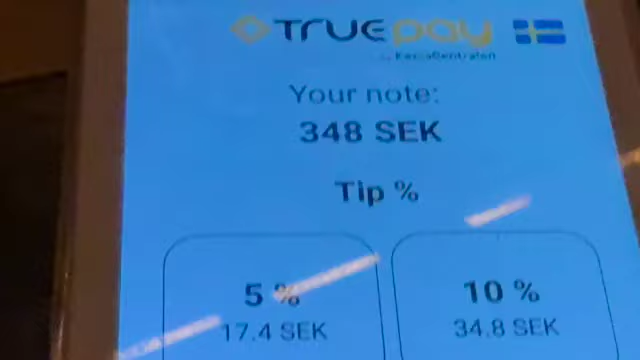 TRUEpay
Your note:
348 SEK
Tip %
5 %
10 %
17.4 SEK
34.8 SEK